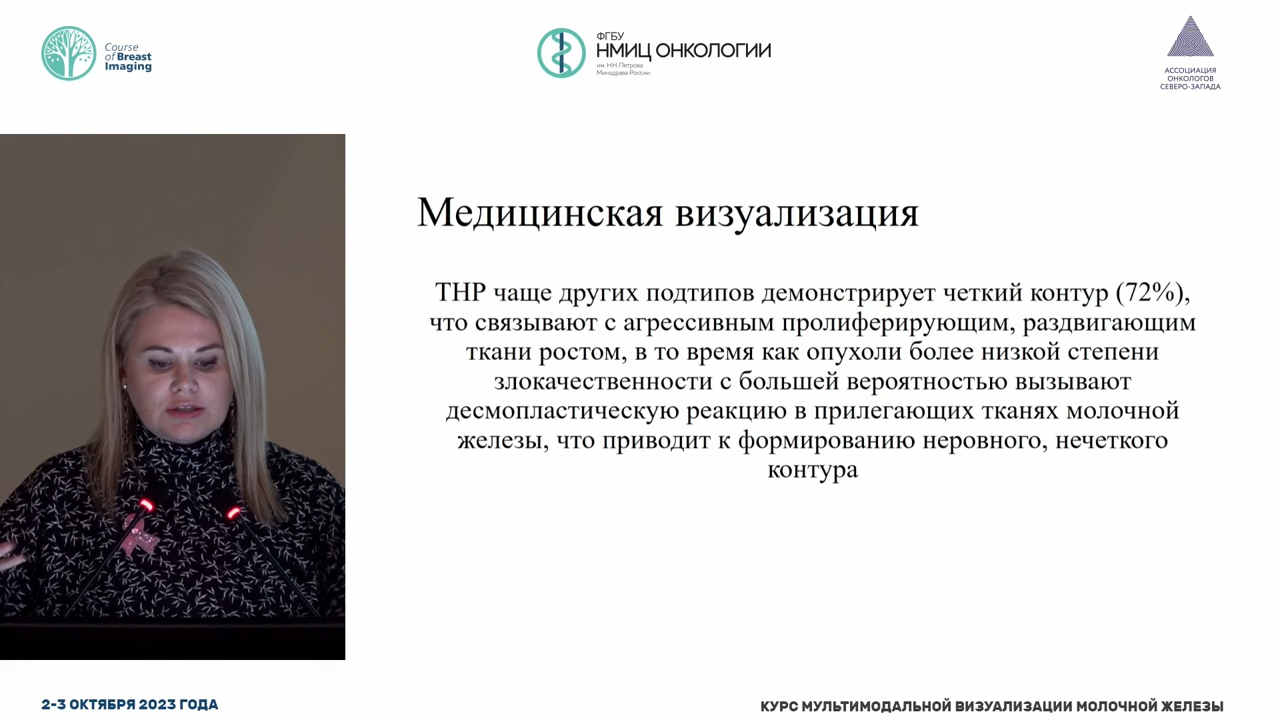 Course
of Breast
Imaging
ФГБУ
НМИЦ ОНКОЛОГИИ
им. Н.Н. Петрова
Минздрава России
АССОЦИАЦИЯ
ОНКОЛОГОВ
СЕВЕРО-ЗАПАДА
Медицинская визуализация
ТНР чаще других подтипов демонстрирует четкий контур (72%),
что связывают с агрессивным пролиферирующим, раздвигающим
ткани ростом, в то время как опухоли более низкой степени
злокачественности с большей вероятностью вызывают
десмопластическую реакцию в прилегающих тканях молочной
железы, что приводит к формированию неровного, нечеткого
контура
2-3 ОКТЯБРЯ 2023 ГОДА
КУРС МУЛЬТИМОДАЛЬНОЙ ВИЗУАЛИЗАЦИИ МОЛОЧНОЙ ЖЕЛЕЗЫ